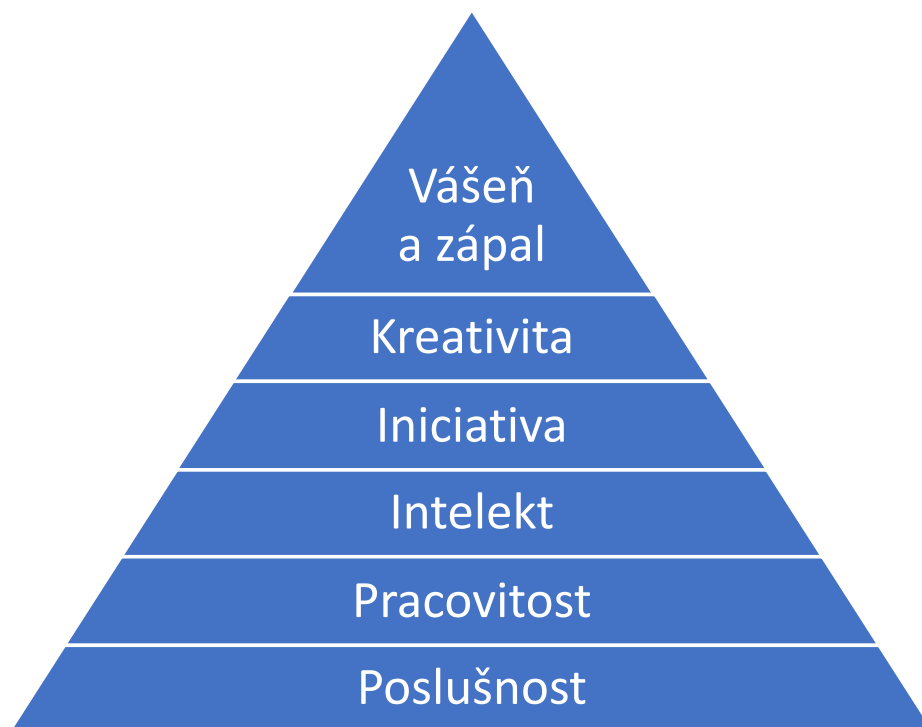 Vášeň
a zápal
Kreativita
Iniciativa
Intelekt
Pracovitost
Poslušnost